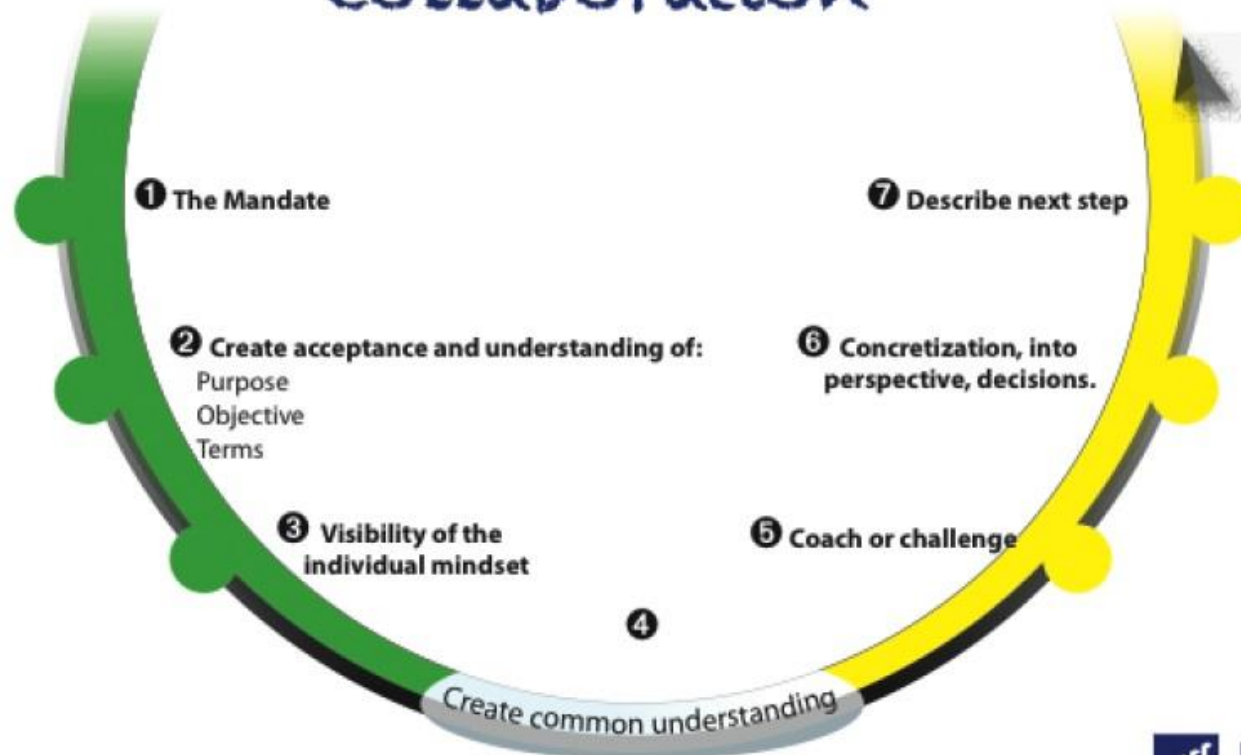 Collaboration
❶ The Mandate
❷ Create acceptance and understanding of:
Purpose
Objective
Terms
❸ Visibility of the
individual mindset
❹
Create common understanding
❺ Coach or challenge
❻ Concretization, into
perspective, decisions.
❼ Describe next step